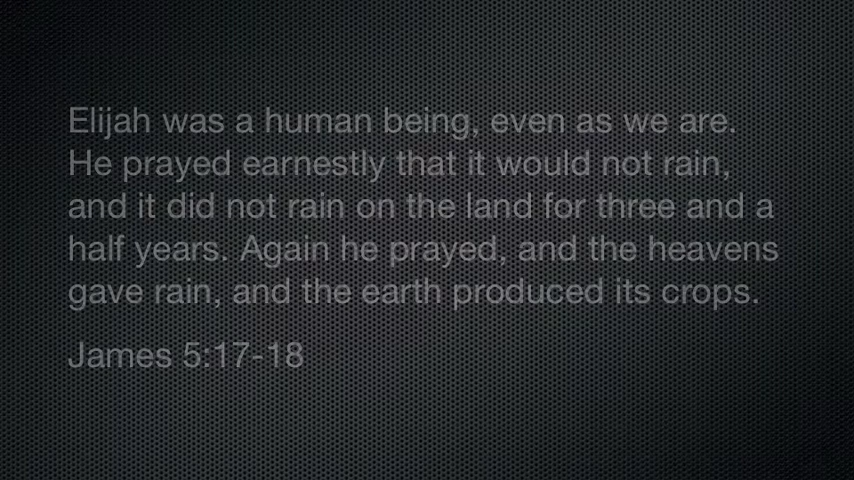 Elijah was a human being, even as we are.
He prayed earnestly that it would not rain,
and it did not rain on the land for three and a
half years. Again he prayed, and the heavens
gave rain, and the earth produced its crops.
James 5:17-18